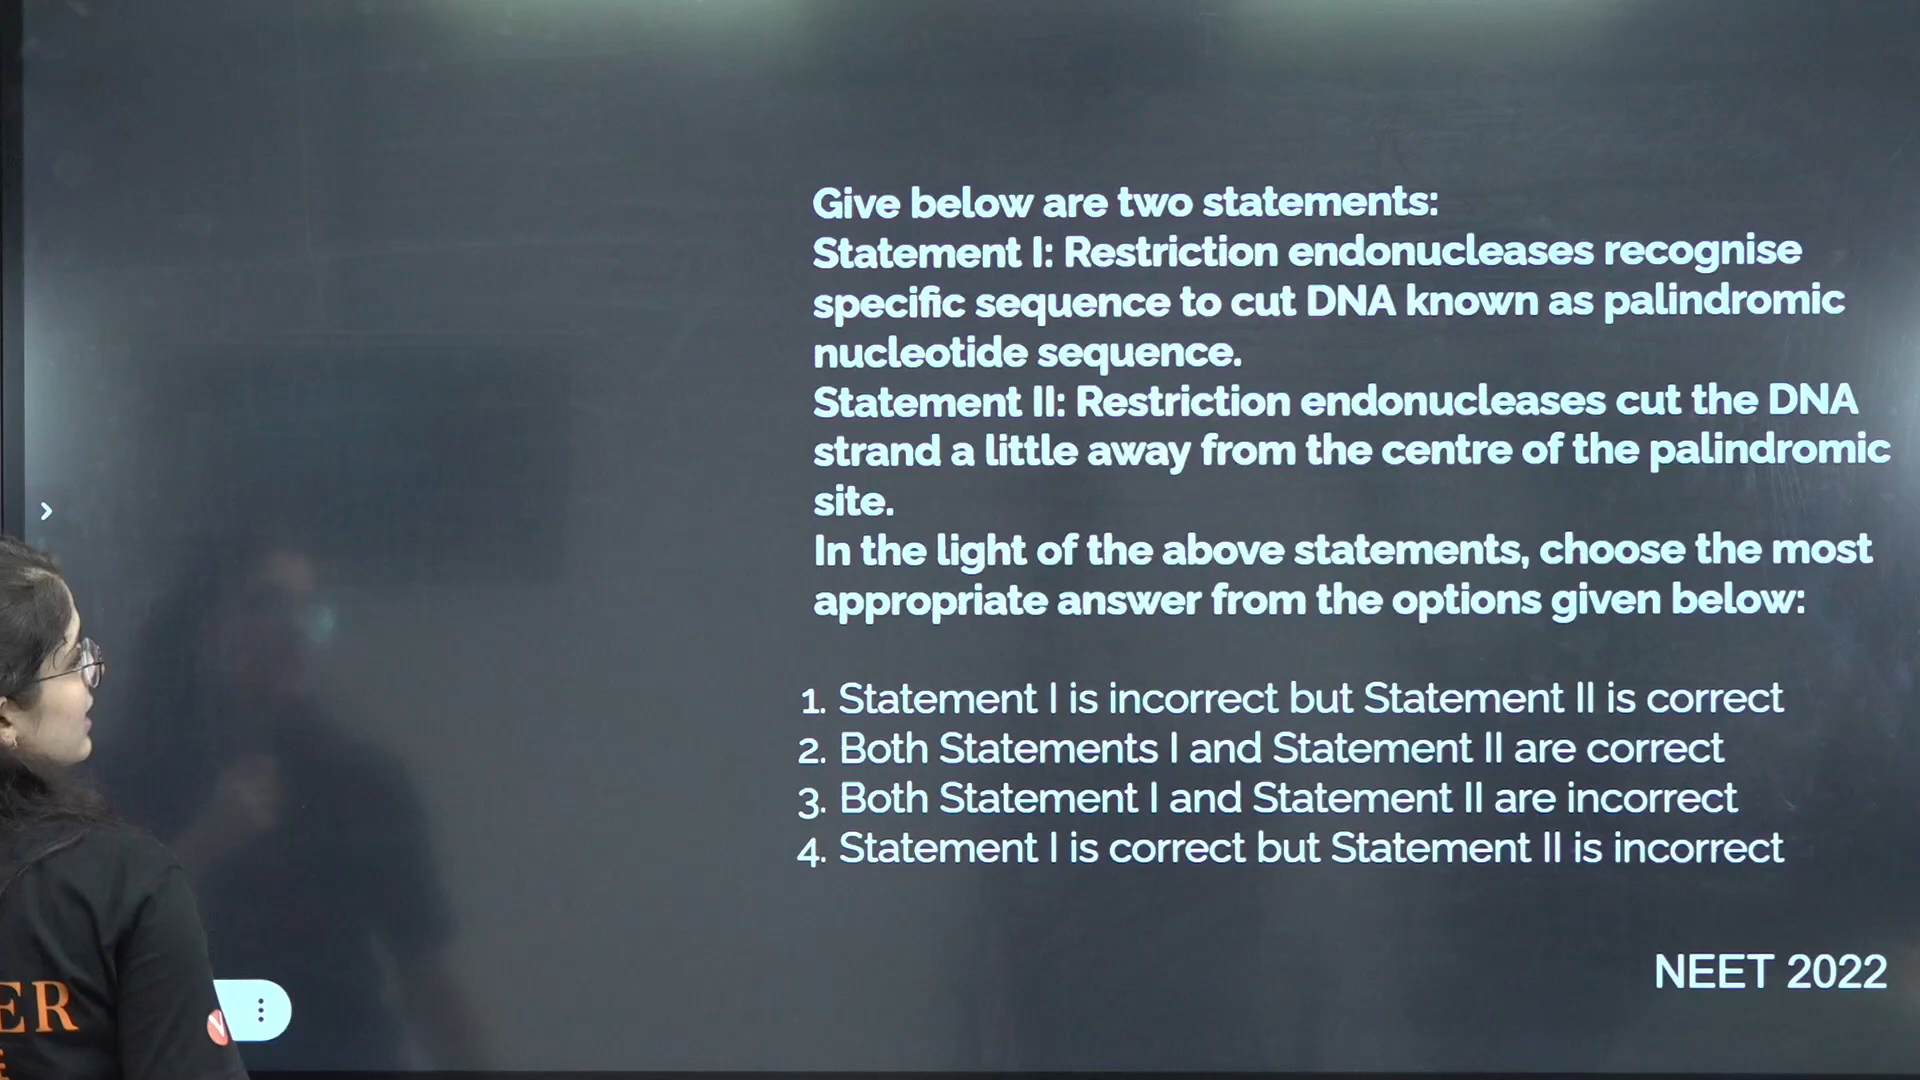 Give below are two statements:
Statement I: Restriction endonucleases recognise
specific sequence to cut DNA known as palindromic
nucleotide sequence.
Statement II: Restriction endonucleases cut the DNA
strand a little away from the centre of the palindromic
site.
In the light of the above statements, choose the most
appropriate answer from the options given below:
1. Statement I is incorrect but Statement II is correct
2. Both Statements I and Statement II are correct
3. Both Statement I and Statement II are incorrect
4. Statement I is correct but Statement II is incorrect
NEET 2022
ER